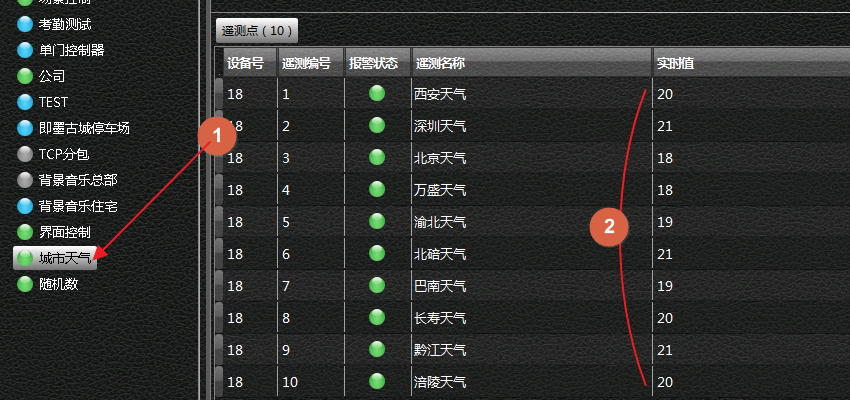 场景控制
考勤测试
单门控制器
公司
TEST
即墨古城停车场
TCP分包
背景音乐总部
背景音乐住宅
界面控制
城市天气
随机数
1
遥测点（10）
设备号 遥测编号 报警状态 遥测名称 实时值
18 1 西安天气 20
18 2 深圳天气 21
18 3 北京天气 18
18 4 万盛天气 18
18 5 渝北天气 19
18 6 北碚天气 21
18 7 巴南天气 19
18 8 长寿天气 20
18 9 黔江天气 21
18 10 涪陵天气 20
2